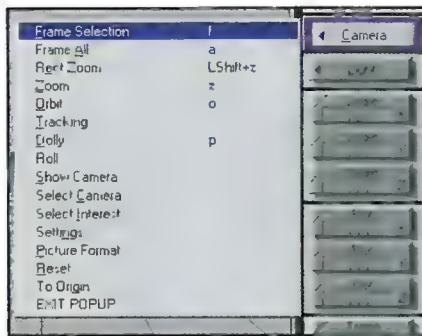 Frame Selection f
Frame All a
Rect Zoom LShift+z
Zoom z
Orbit o
Tracking
Dolly p
Roll
Show Camera
Select Camera
Select Interest
Settings
Picture Format
Reset
To Origin
EXIT POPUP
Camera